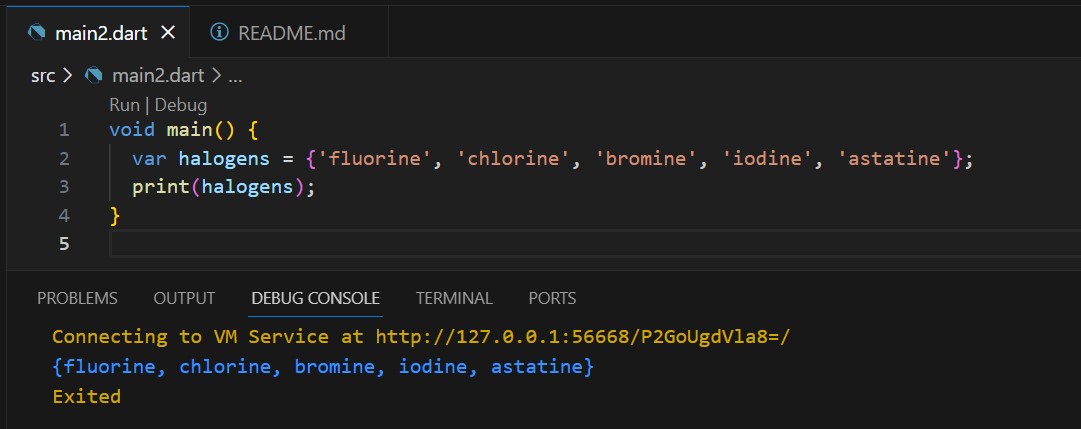 main2.dart README.md
src > main2.dart > ...
Run | Debug
1 void main() {
2   var halogens = {'fluorine', 'chlorine', 'bromine', 'iodine', 'astatine'};
3   print(halogens);
4 }
5
PROBLEMS OUTPUT DEBUG CONSOLE TERMINAL PORTS
Connecting to VM Service at http://127.0.0.1:56668/P2GoUgdVla8=/
{fluorine, chlorine, bromine, iodine, astatine}
Exited